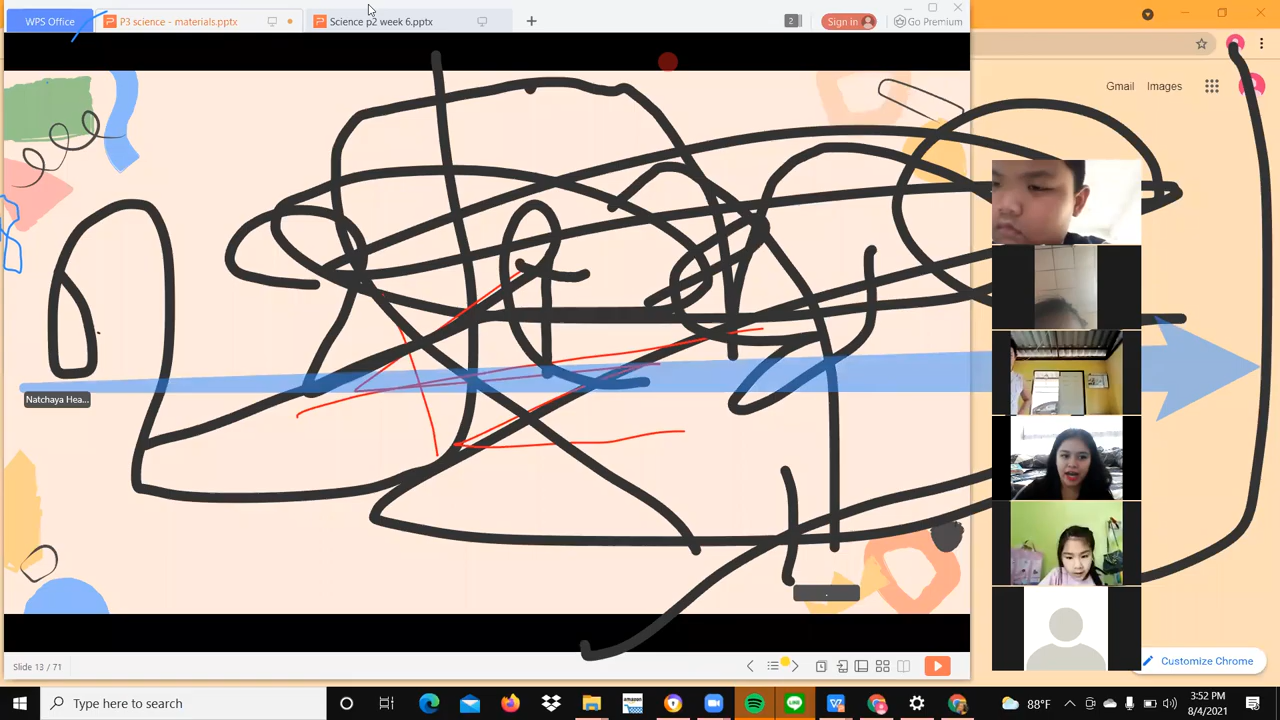 WPS Office
P3 science - materials.pptx
Science p2 week 6.pptx
2
Sign in
Go Premium
Gmail
Images
Natchaya Hea...
Slide 13 / 71
Customize Chrome
Type here to search
88°F
3:52 PM
8/4/2021